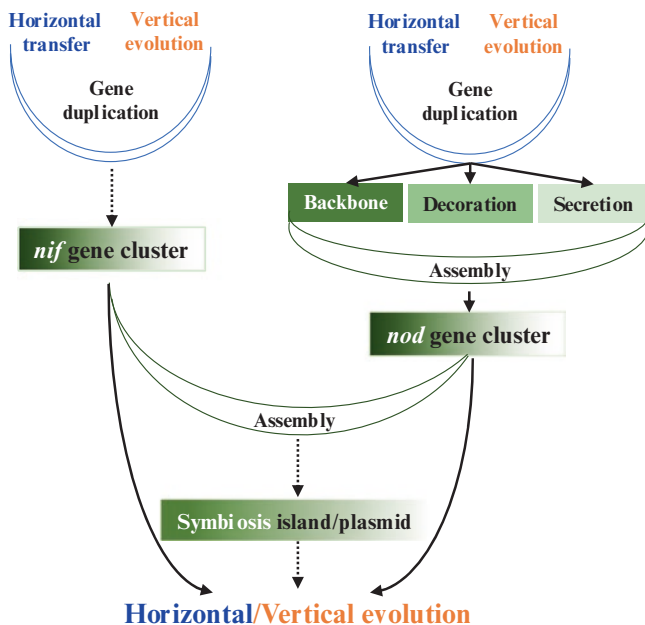 Horizontal
transfer
Vertical
evolution
Gene
duplication
Horizontal
transfer
Vertical
evolution
Gene
duplication
Backbone
Decoration
Secretion
Assembly
nif gene cluster
nod gene cluster
Assembly
Symbiosis island/plasmid
Horizontal/Vertical evolution